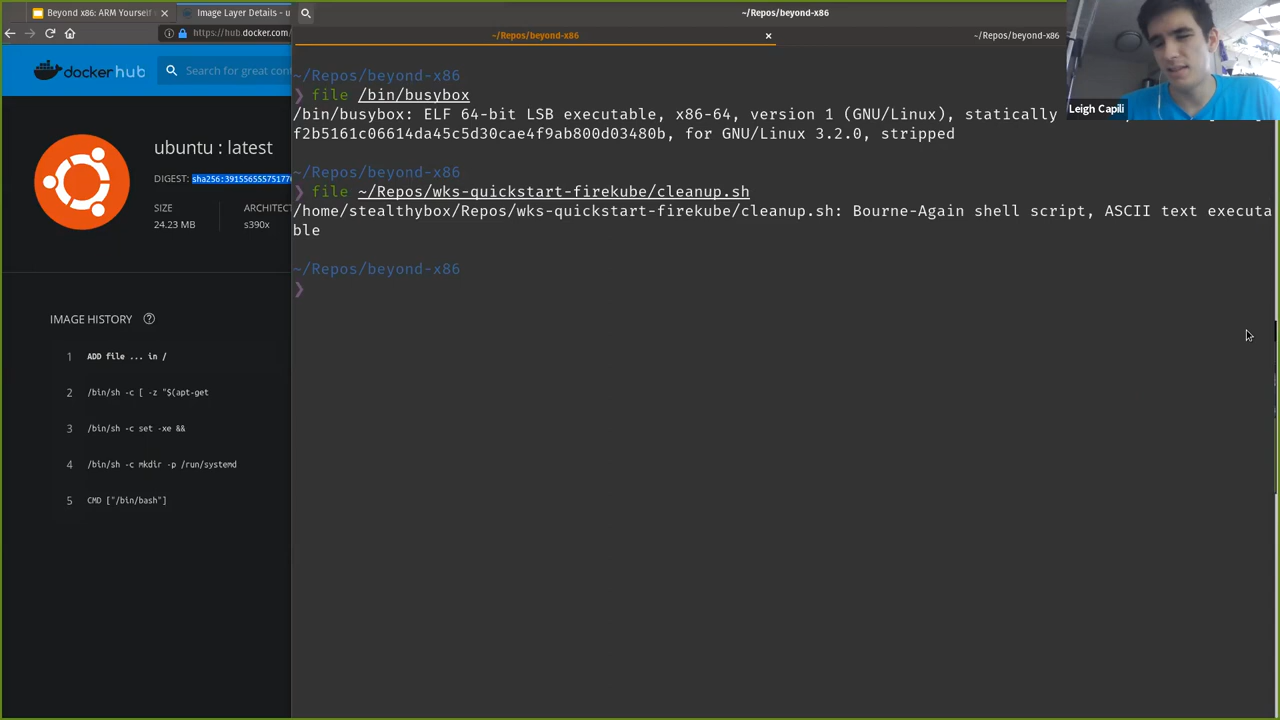 Beyond x86: ARM Yourself
Image Layer Details - u
~/Repos/beyond-x86
https://hub.docker.com/
~/Repos/beyond-x86
~/Repos/beyond-x86
dockerhub
Search for great con
ubuntu : latest
DIGEST:
SIZE
ARCHITECT
24.23 MB
s390x
IMAGE HISTORY
1 ADD file ... in /
2 /bin/sh -c [ -z "$(apt-get
3 /bin/sh -c set -xe &&
4 /bin/sh -c mkdir -p /run/systemd
5 CMD ["/bin/bash"]
~/Repos/beyond-x86
❯ file /bin/busybox
/bin/busybox: ELF 64-bit LSB executable, x86-64, version 1 (GNU/Linux), statically
f2b5161c06614da45c5d30cae4f9ab800d03480b, for GNU/Linux 3.2.0, stripped
~/Repos/beyond-x86
❯ file ~/Repos/wks-quickstart-firekube/cleanup.sh
/home/stealthybox/Repos/wks-quickstart-firekube/cleanup.sh: Bourne-Again shell script, ASCII text executa
ble
~/Repos/beyond-x86
❯
Leigh Capili